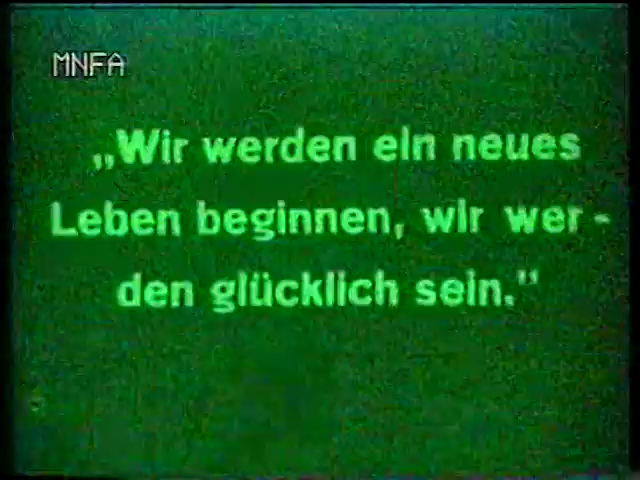 MNFA
„Wir werden ein neues
Leben beginnen, wir wer-
den glücklich sein."